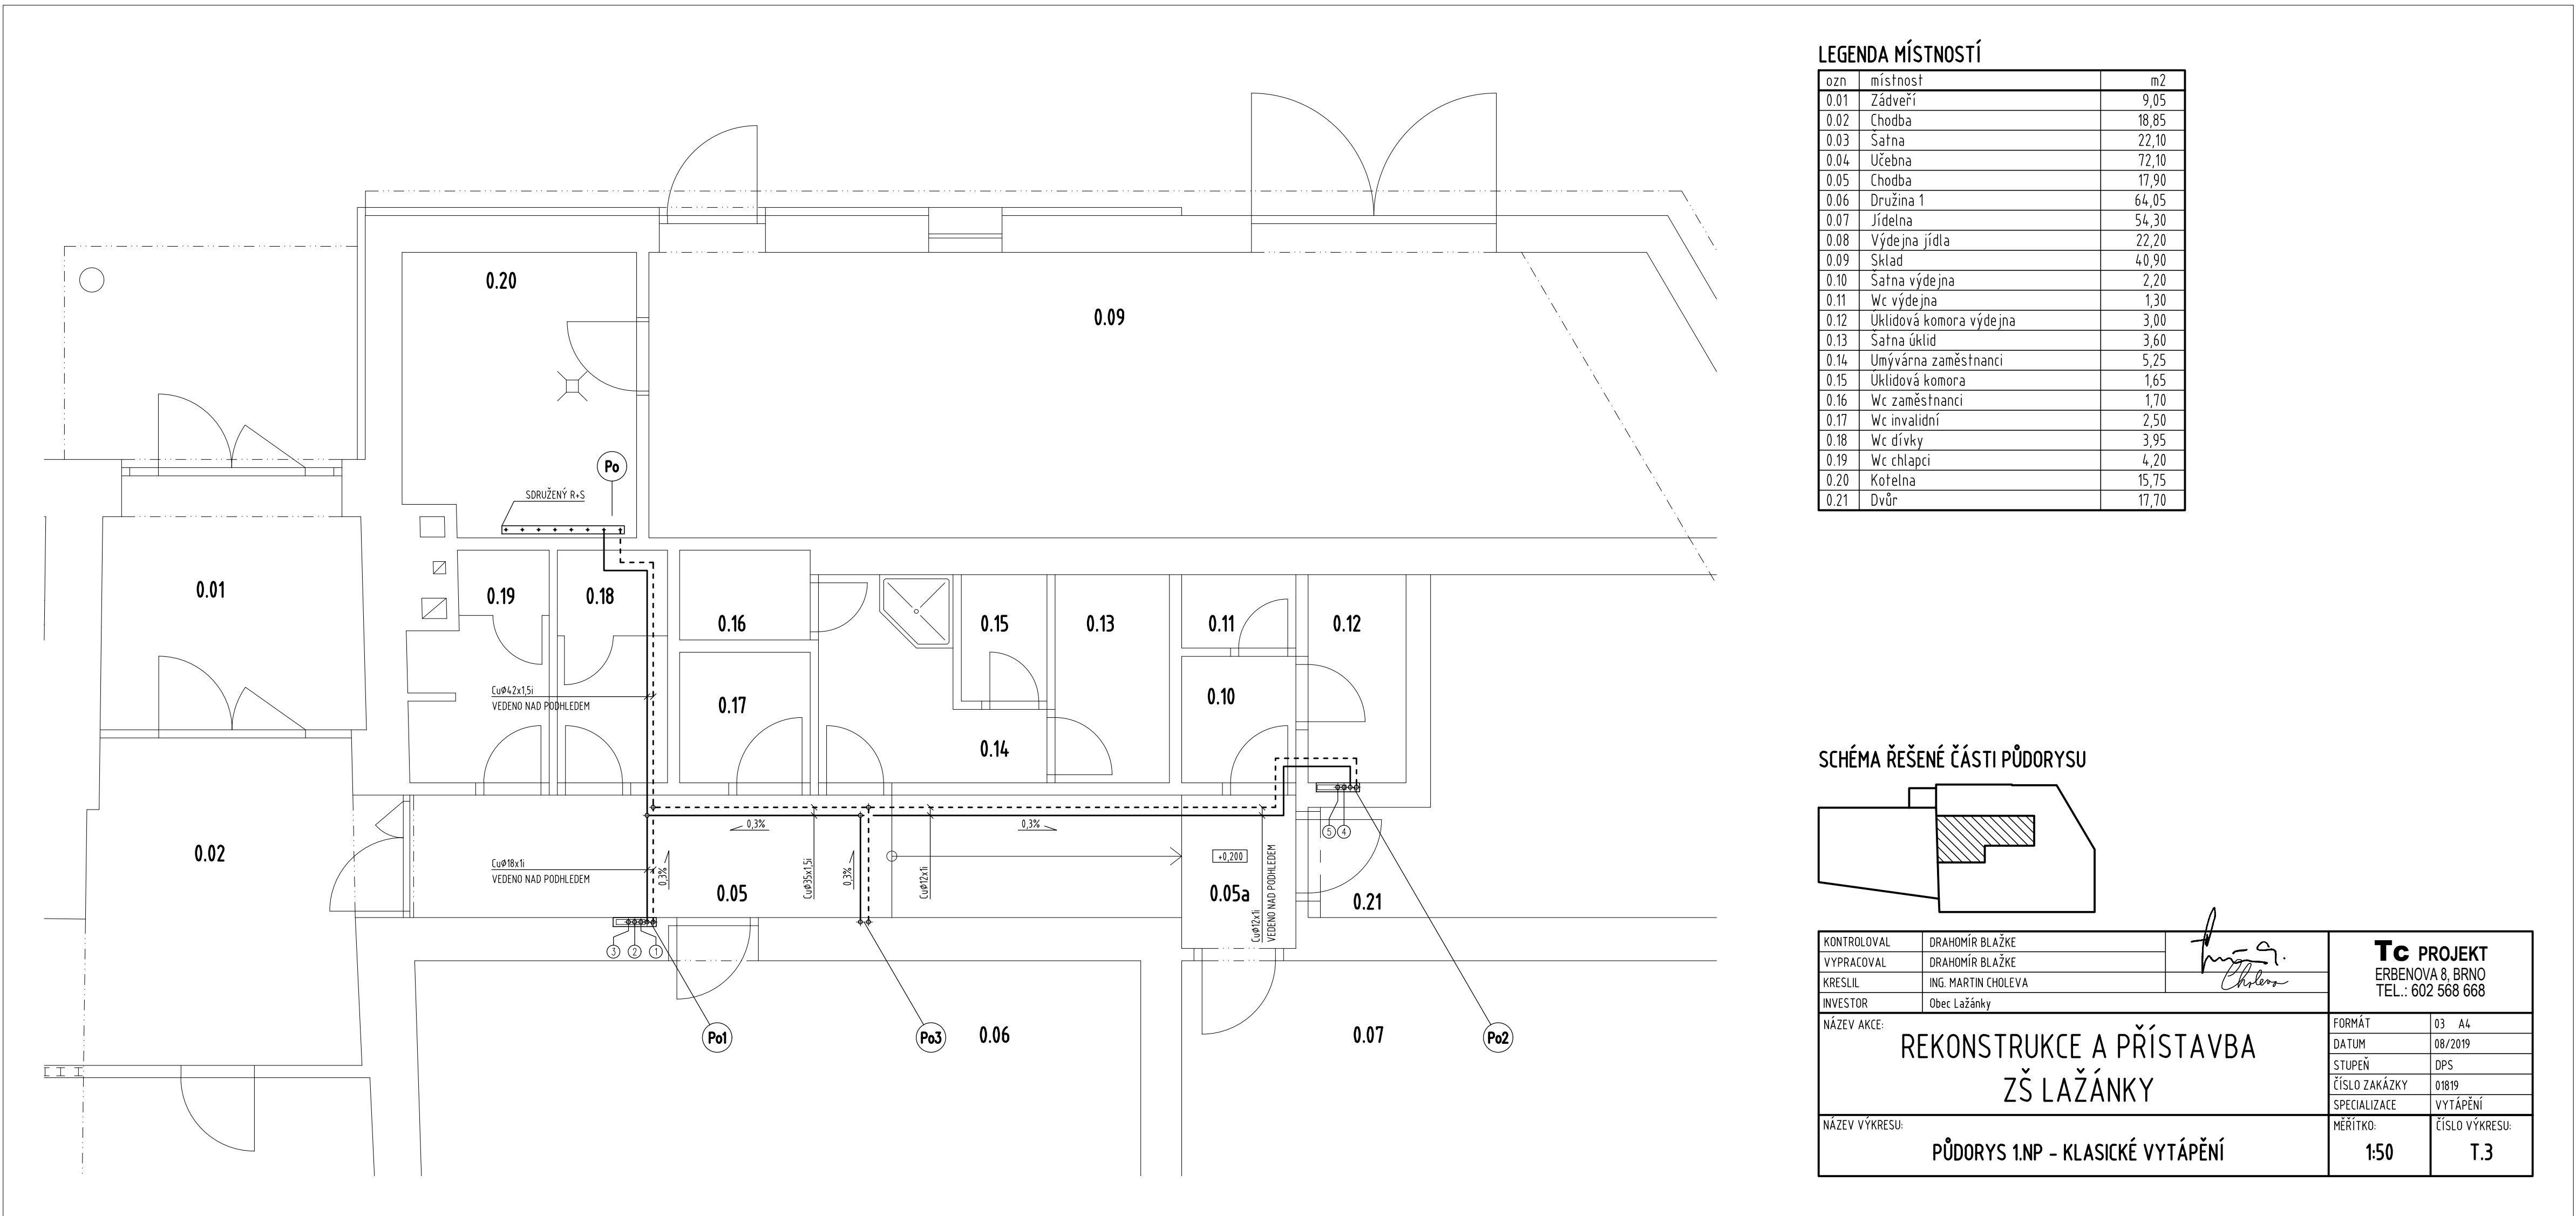 LEGENDA MÍSTNOSTÍ
ozn místnost m2
0.01 Zádveří 9,05
0.02 Chodba 18,85
0.03 Šatna 22,10
0.04 Učebna 72,10
0.05 Chodba 17,90
0.06 Družina 1 64,05
0.07 Jídelna 54,30
0.08 Výdejna jídla 22,20
0.09 Sklad 40,90
0.10 Šatna výdejna 2,20
0.11 Wc výdejna 1,30
0.12 Úklidová komora výdejna 3,00
0.13 Šatna úklid 3,60
0.14 Umývárna zaměstnanci 5,25
0.15 Úklidová komora 1,65
0.16 Wc zaměstnanci 1,70
0.17 Wc invalidní 2,50
0.18 Wc dívky 3,95
0.19 Wc chlapci 4,20
0.20 Kotelna 15,75
0.21 Dvůr 17,70
0.20
0.09
Po
SDRUŽENÝ R+S
0.01
0.19
0.18
0.16
0.15
0.13
0.11
0.12
CuØ42x1,5i
VEDENO NAD PODHLEDEM
0.17
0.10
0.14
0,3%
0,3%
5
4
0.02
CuØ18x1i
VEDENO NAD PODHLEDEM
0,3%
0.05
CuØ35x1,5i
0,3%
CuØ12x1i
+0,200
0.05a
CuØ12x1i
VEDENO NAD PODHLEDEM
0.21
3
2
1
Po1
Po3
0.06
0.07
Po2
SCHÉMA ŘEŠENÉ ČÁSTI PŮDORYSU
KONTROLOVAL DRAHOMÍR BLAŽKE
VYPRACOVAL DRAHOMÍR BLAŽKE
KRESLIL ING. MARTIN CHOLEVA
Choleva
INVESTOR Obec Lažánky
Tc PROJEKT
ERBENOVA 8, BRNO
TEL.: 602 568 668
NÁZEV AKCE:
REKONSTRUKCE A PŘÍSTAVBA
ZŠ LAŽÁNKY
FORMÁT 03 A4
DATUM 08/2019
STUPEŇ DPS
ČÍSLO ZAKÁZKY 01819
SPECIALIZACE VYTÁPĚNÍ
NÁZEV VÝKRESU:
PŮDORYS 1.NP - KLASICKÉ VYTÁPĚNÍ
MĚŘÍTKO:
1:50
ČÍSLO VÝKRESU:
T.3